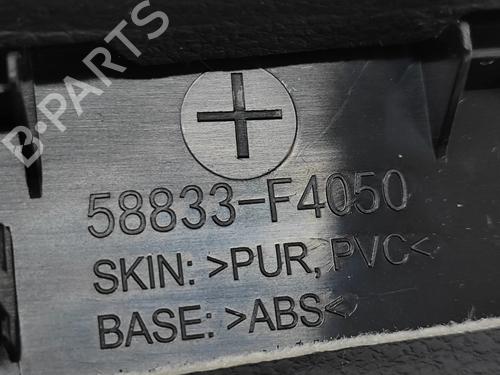 B-PARTS
58833-F4050
SKIN: >PUR, PVC<
BASE: >ABS<